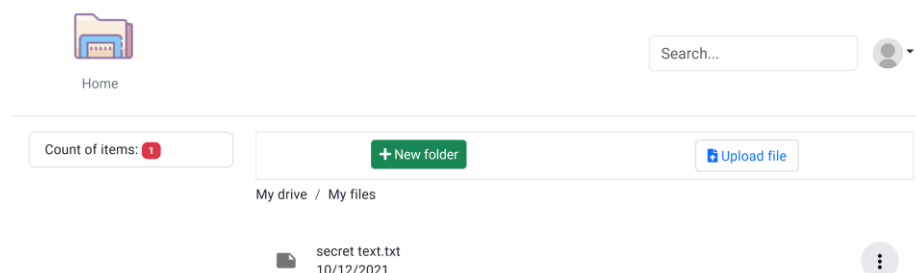 Search...
Home
Count of items: 1
New folder
Upload file
My drive / My files
secret text.txt
10/12/2021